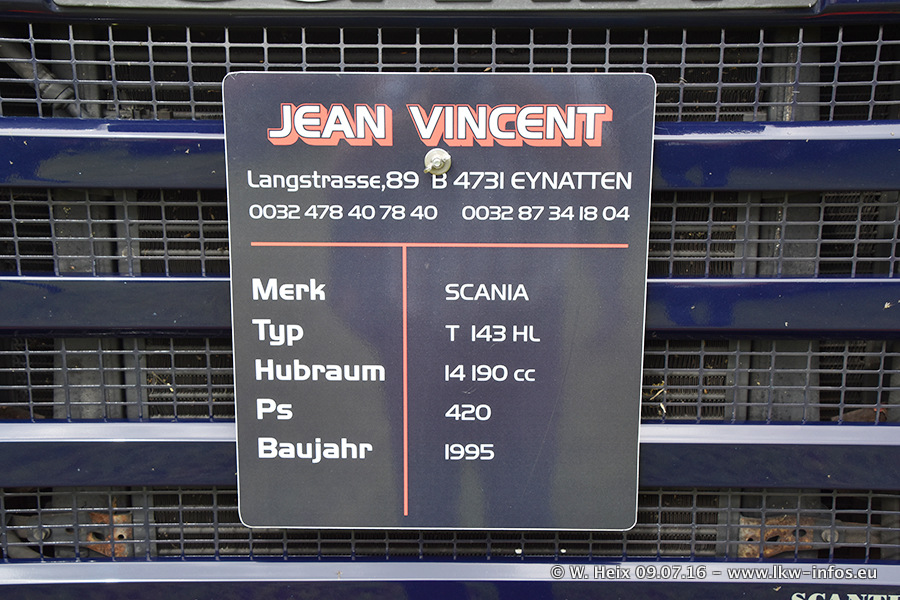 JEAN VINCENT
Langstrasse,89 B 4731 EYNATTEN
0032 478 40 78 40 0032 87 34 18 04
Merk SCANIA
Typ T 143 HL
Hubraum 14 190 cc
Ps 420
Baujahr 1995
© W. Heix 09.07.16 – www.lkw-infos.eu